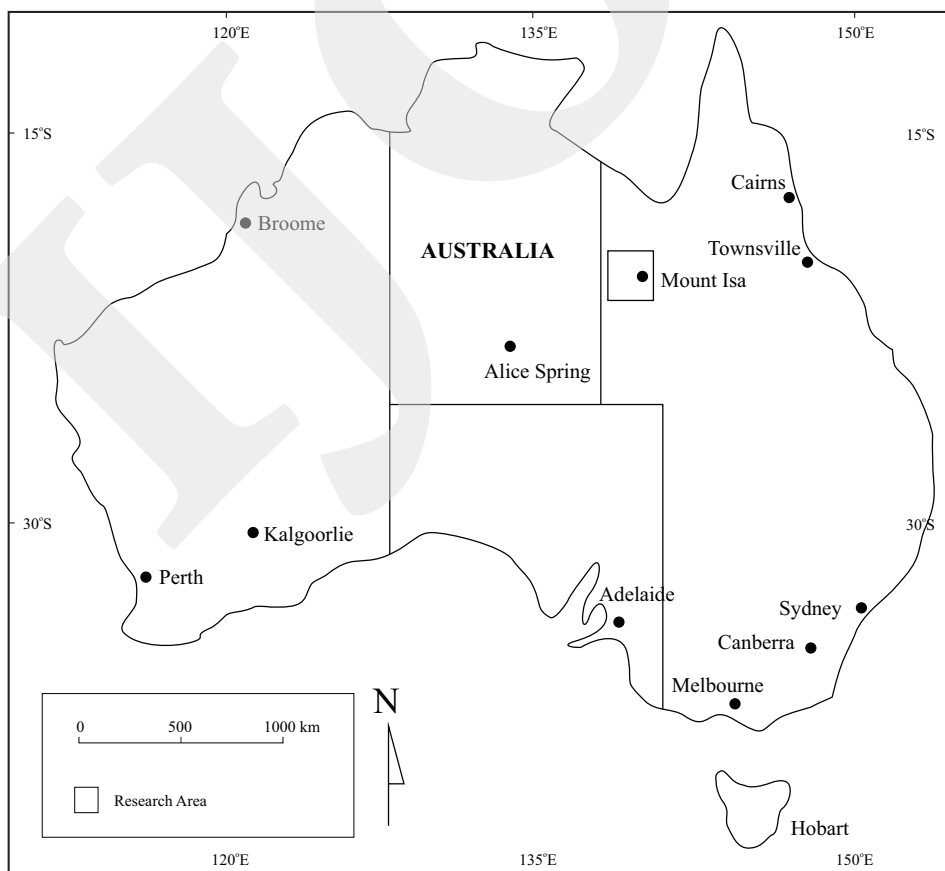 120°E 135°E 150°E
15°S 15°S
Cairns
Broome
Townsville
AUSTRALIA
Mount Isa
Alice Spring
30°S 30°S
Kalgoorlie
Perth
Adelaide
Sydney
Canberra
Melbourne
N
0 500 1000 km
Research Area
Hobart
120°E 135°E 150°E